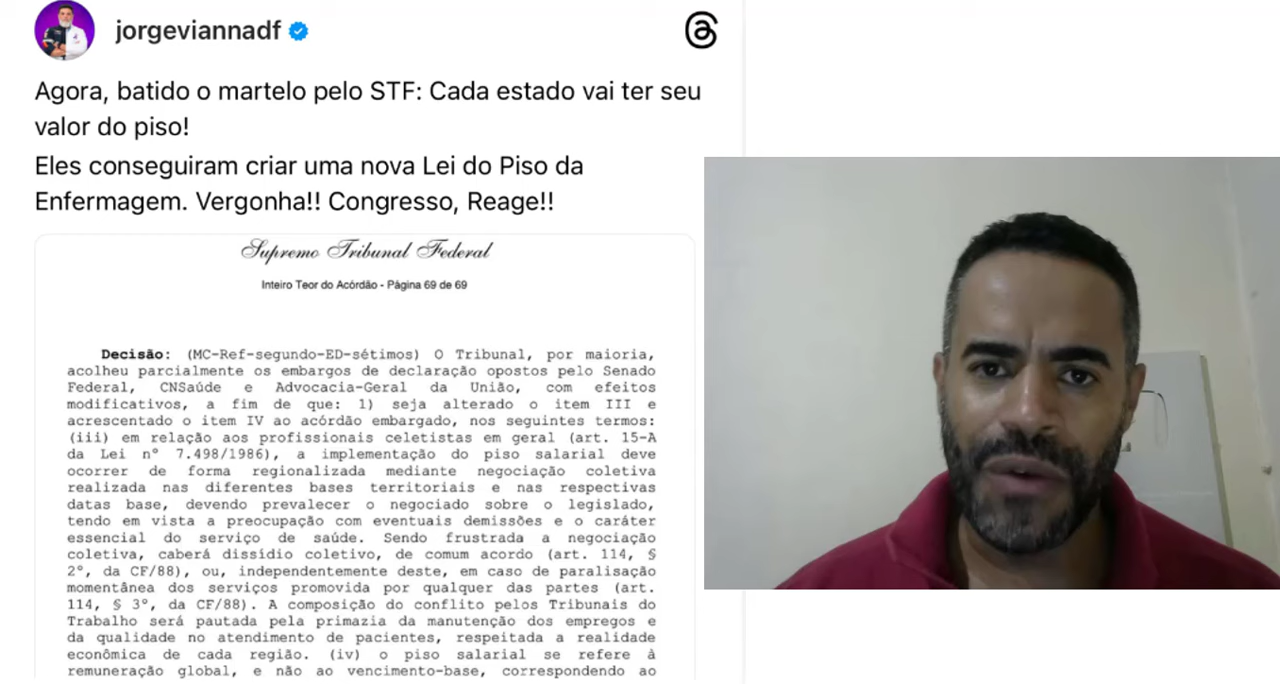 jorgeviannadf
Agora, batido o martelo pelo STF: Cada estado vai ter seu
valor do piso!
Eles conseguiram criar uma nova Lei do Piso da
Enfermagem. Vergonha!! Congresso, Reage!!
Supremo Tribunal Federal
Inteiro Teor do Acórdão - Página 69 de 69
Decisão: (MC-Ref-segundo-ED-sétimos) O Tribunal, por maioria,
acolheu parcialmente os embargos de declaração opostos pelo Senado
Federal, CNSaúde e Advocacia-Geral da União, com efeitos
modificativos, a fim de que: 1) seja alterado o item III e
acrescentado o item IV ao acórdão embargado, nos seguintes termos:
(iii) em relação aos profissionais celetistas em geral (art. 15-A
da Lei nº 7.498/1986), a implementação do piso salarial deve
ocorrer de forma regionalizada mediante negociação coletiva
realizada nas diferentes bases territoriais e nas respectivas
datas base, devendo prevalecer o negociado sobre o legislado,
tendo em vista a preocupação com eventuais demissões e o caráter
essencial do serviço de saúde. Sendo frustrada a negociação
coletiva, caberá dissídio coletivo, de comum acordo (art. 114, §
2º, da CF/88), ou, independentemente deste, em caso de paralisação
momentânea dos serviços promovida por qualquer das partes (art.
114, § 3º, da CF/88). A composição do conflito pelos Tribunais do
Trabalho será pautada pela primazia da manutenção dos empregos e
da qualidade no atendimento de pacientes, respeitada a realidade
econômica de cada região. (iv) o piso salarial se refere à
remuneração global, e não ao vencimento-base, correspondendo ao